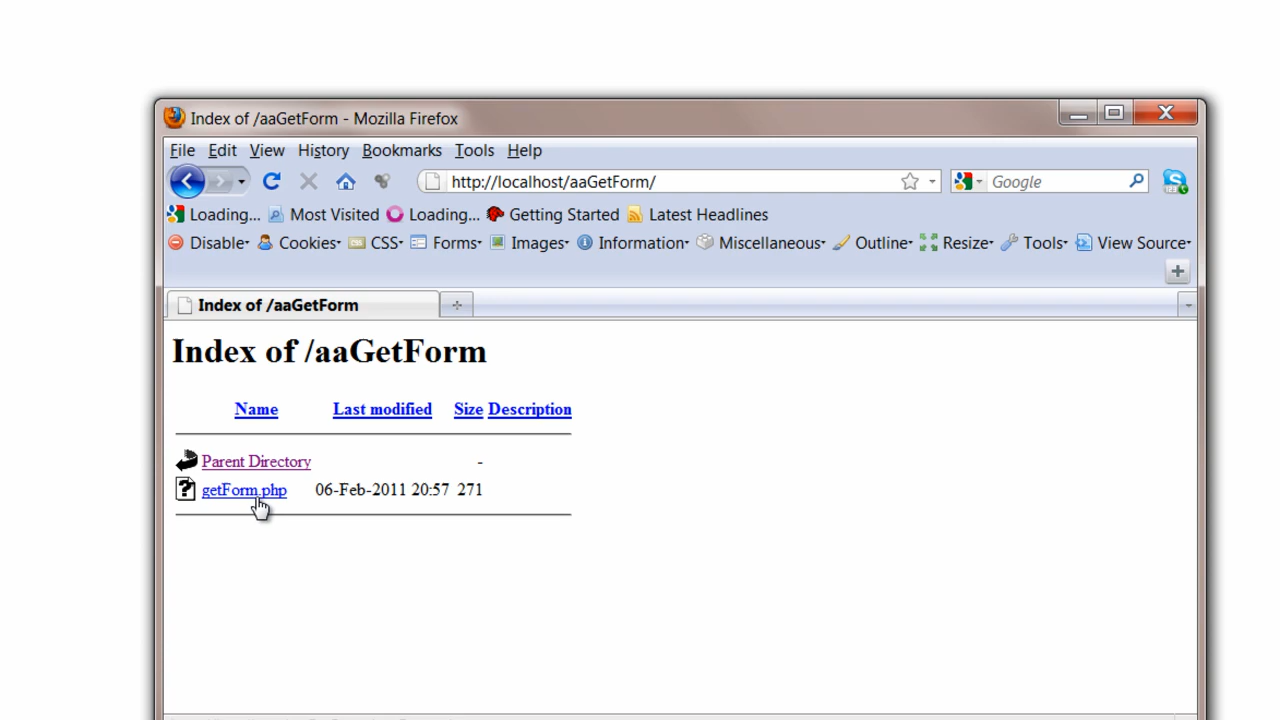 Index of /aaGetForm - Mozilla Firefox
File Edit View History Bookmarks Tools Help
http://localhost/aaGetForm/ Google
Loading... Most Visited Loading... Getting Started Latest Headlines
Disable Cookies CSS Forms Images Information Miscellaneous Outline Resize Tools View Source
Index of /aaGetForm
Index of /aaGetForm
Name Last modified Size Description
Parent Directory -
getForm.php 06-Feb-2011 20:57 271